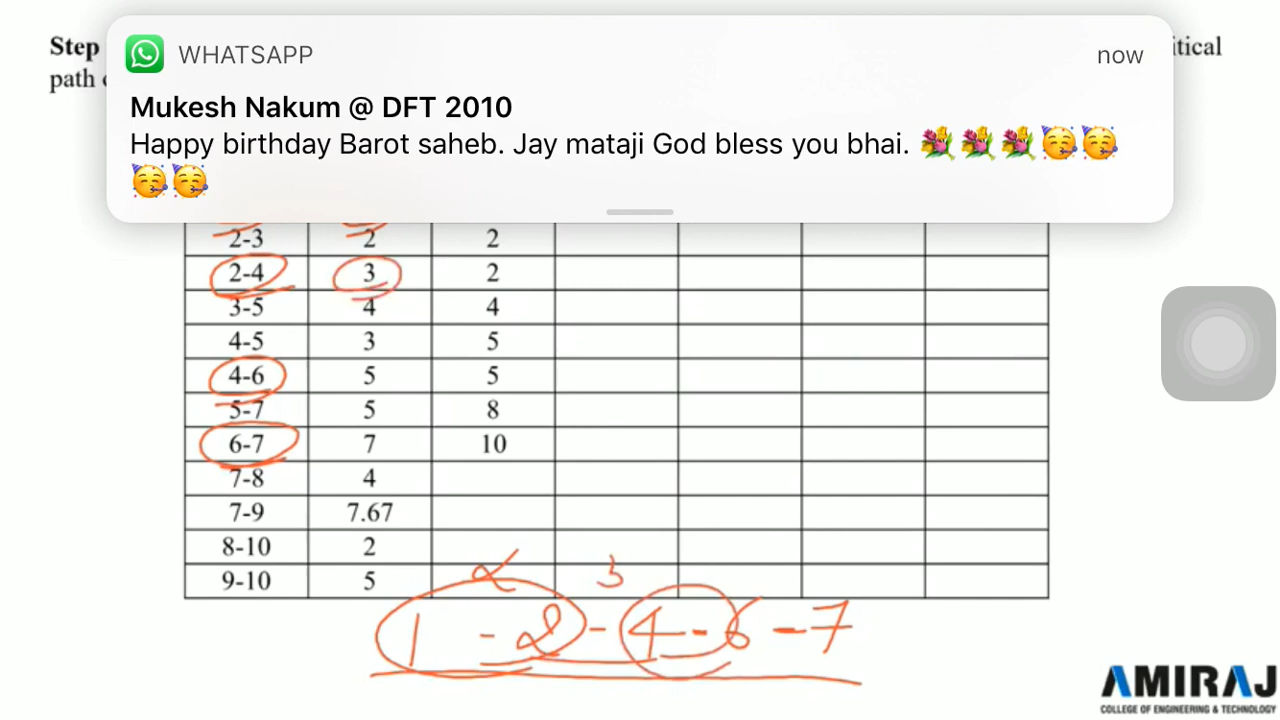 Step
itical
path
WHATSAPP
now
Mukesh Nakum @ DFT 2010
Happy birthday Barot saheb. Jay mataji God bless you bhai. 💐💐💐🥳🥳
🥳🥳
2-3 2 2
2-4 3 2
3-5 4 4
4-5 3 5
4-6 5 5
5-7 5 8
6-7 7 10
7-8 4
7-9 7.67
8-10 2
9-10 5
2 3
1 - 2 - 4 - 6 - 7
AMIRAJ
COLLEGE OF ENGINEERING & TECHNOLOGY